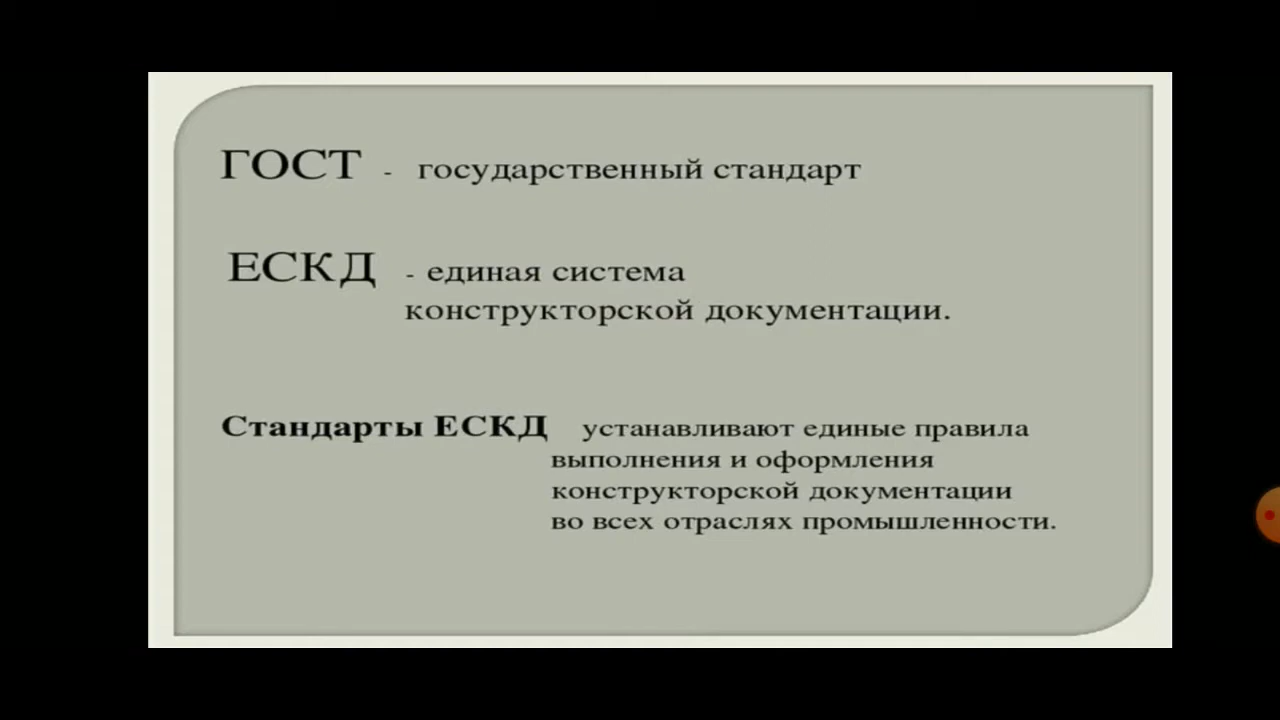 ГОСТ - государственный стандарт
ЕСКД - единая система
конструкторской документации.
Стандарты ЕСКД устанавливают единые правила
выполнения и оформления
конструкторской документации
во всех отраслях промышленности.